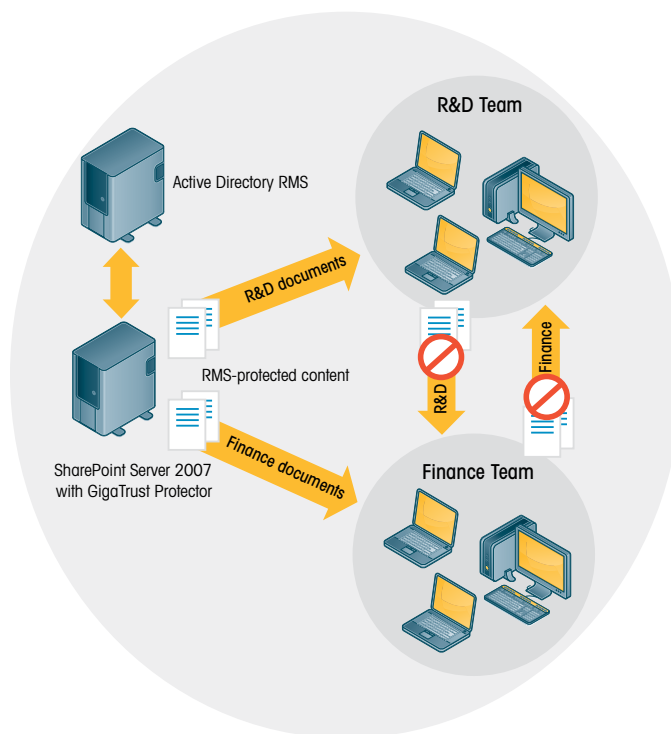 R&D Team
Active Directory RMS
R&D documents
RMS-protected content
R&D
Finance
SharePoint Server 2007
with GigaTrust Protector
Finance documents
Finance Team